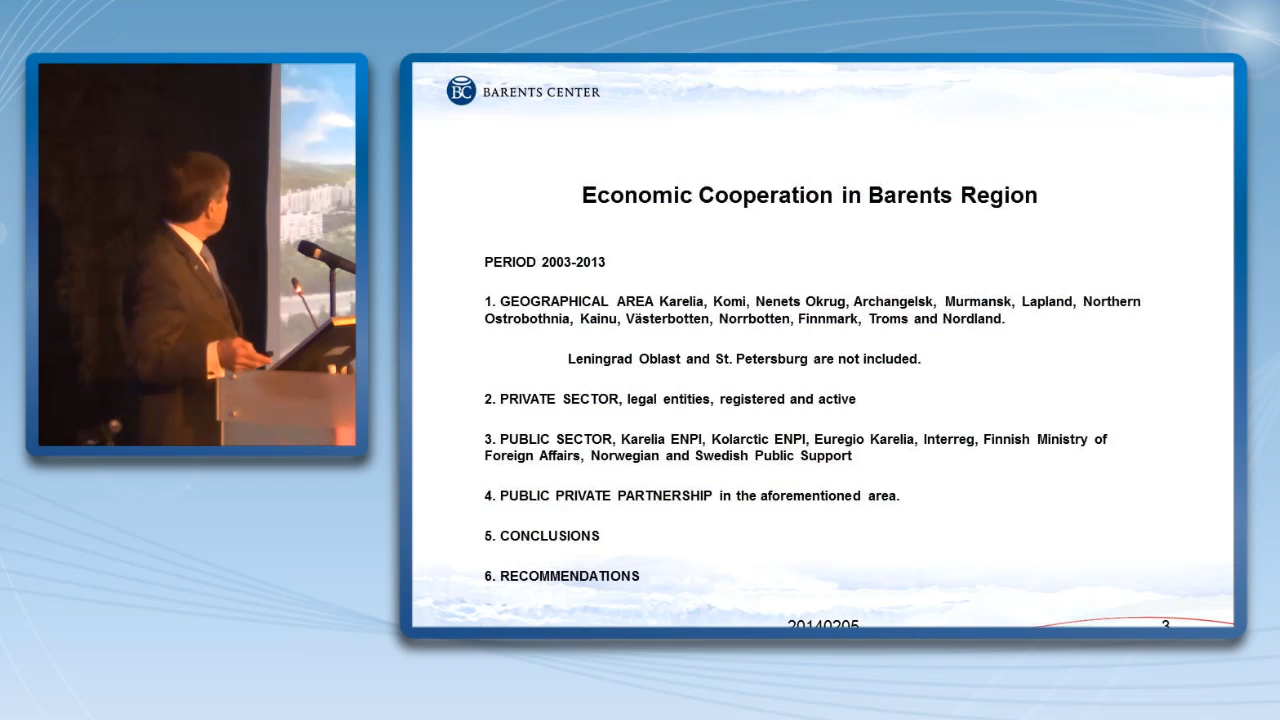 BC BARENTS CENTER
Economic Cooperation in Barents Region
PERIOD 2003-2013
1. GEOGRAPHICAL AREA Karelia, Komi, Nenets Okrug, Archangelsk, Murmansk, Lapland, Northern
Ostrobothnia, Kainu, Västerbotten, Norrbotten, Finnmark, Troms and Nordland.
Leningrad Oblast and St. Petersburg are not included.
2. PRIVATE SECTOR, legal entities, registered and active
3. PUBLIC SECTOR, Karelia ENPI, Kolarctic ENPI, Euregio Karelia, Interreg, Finnish Ministry of
Foreign Affairs, Norwegian and Swedish Public Support
4. PUBLIC PRIVATE PARTNERSHIP in the aforementioned area.
5. CONCLUSIONS
6. RECOMMENDATIONS
20140205 3